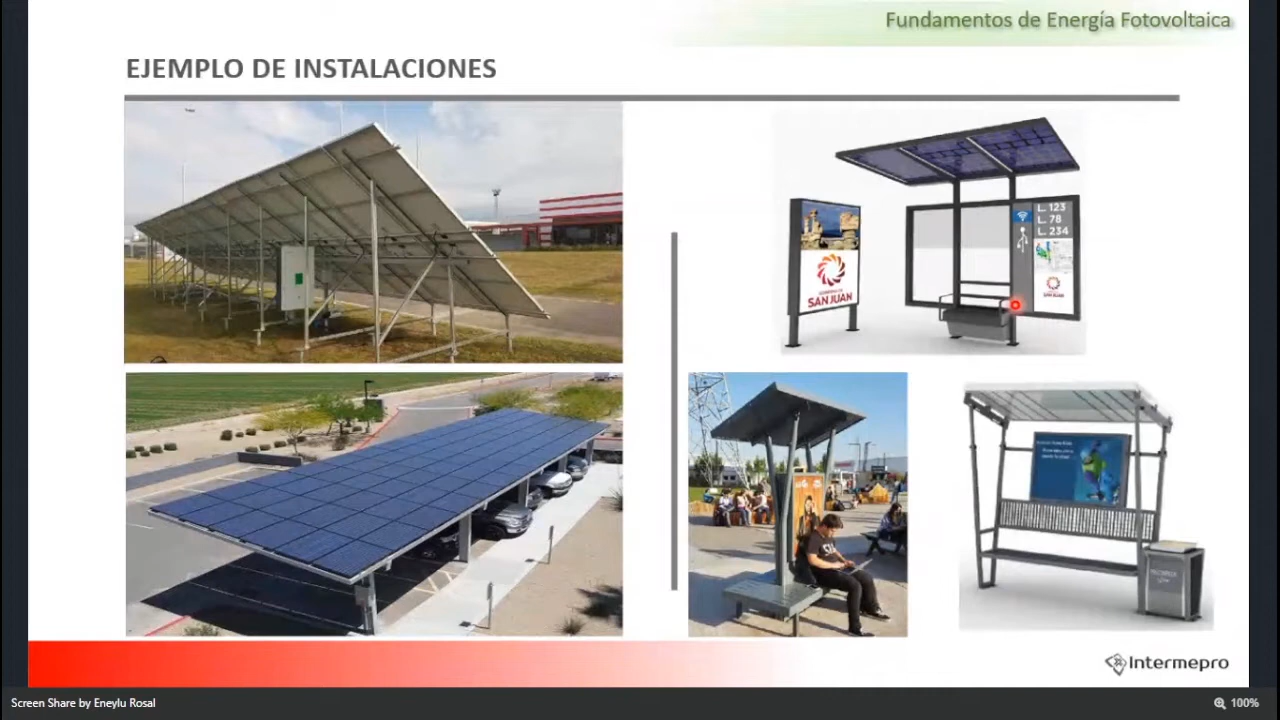 Fundamentos de Energía Fotovoltaica
EJEMPLO DE INSTALACIONES
L. 123
L. 78
L. 234
SAN JUAN
SAN JUAN
Intermepro
Screen Share by Eneylu Rosal
100%